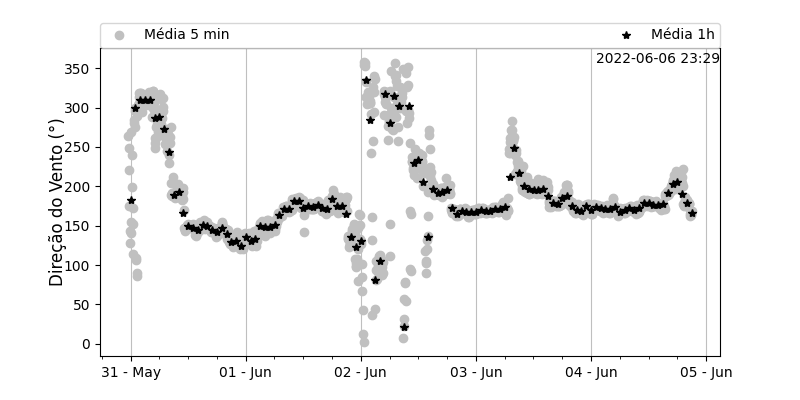 Média 5 min
Média 1h
2022-06-06 23:29
Direção do Vento (°)
350
300
250
200
150
100
50
0
31 - May
01 - Jun
02 - Jun
03 - Jun
04 - Jun
05 - Jun